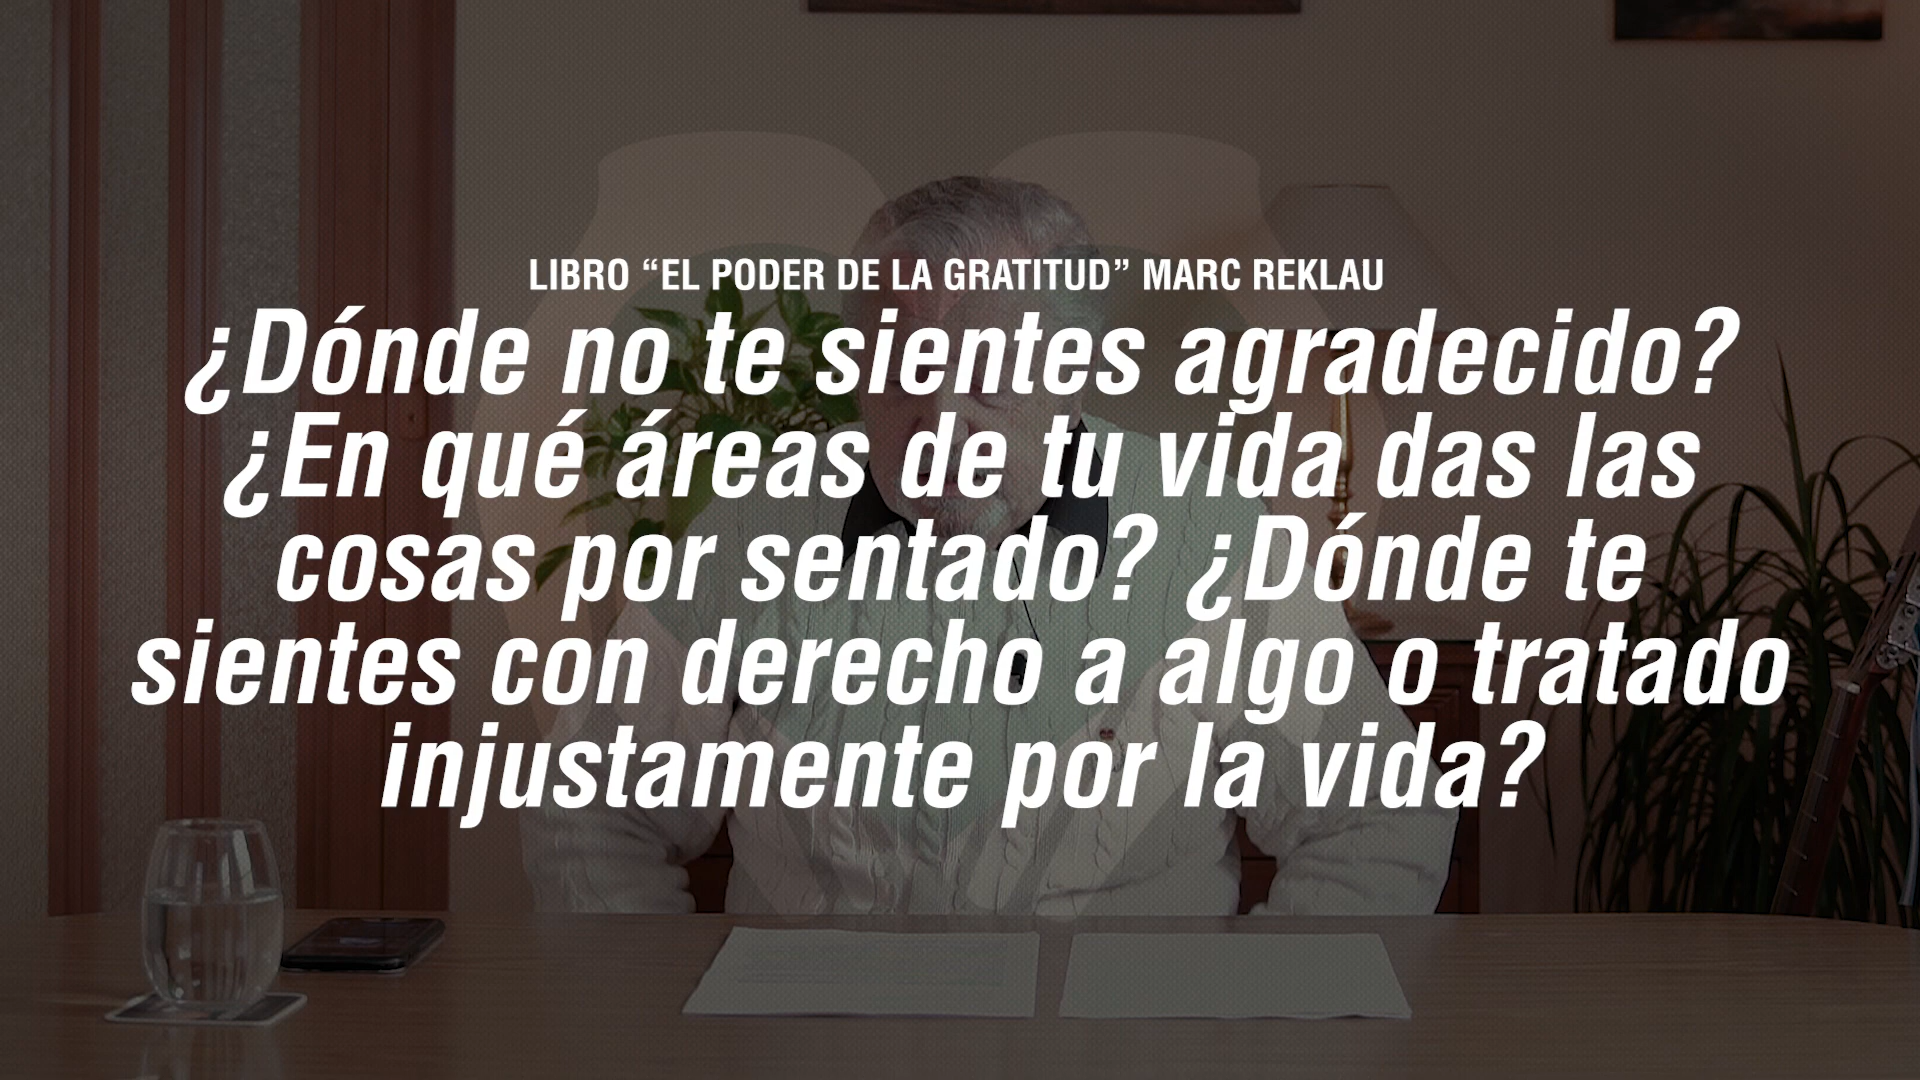 LIBRO “EL PODER DE LA GRATITUD” MARC REKLAU
¿Dónde no te sientes agradecido?
¿En qué áreas de tu vida das las
cosas por sentado? ¿Dónde te
sientes con derecho a algo o tratado
injustamente por la vida?